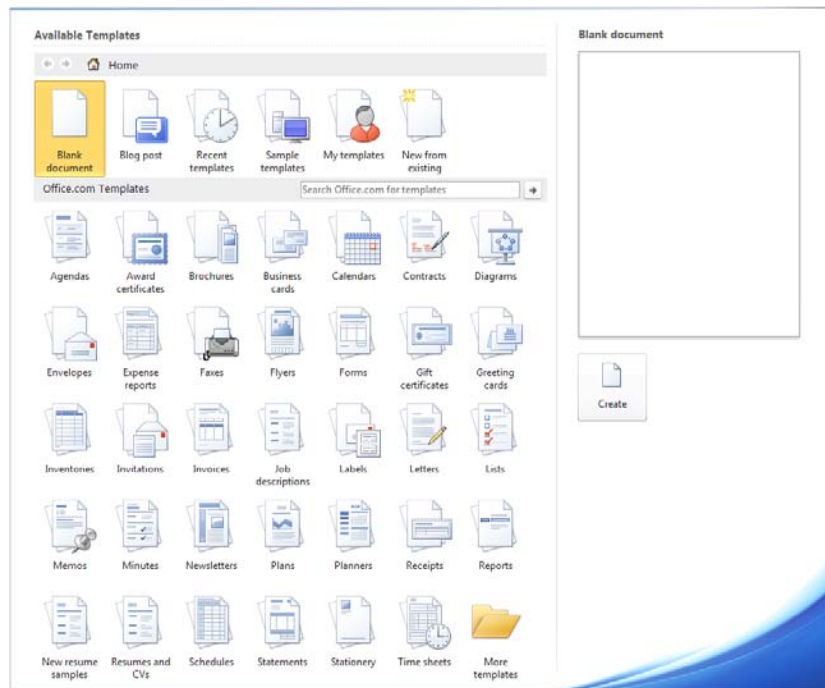 Available Templates
Blank document
Home
Blank document
Blog post
Recent templates
Sample templates
My templates
New from existing
Office.com Templates
Search Office.com for templates
Agendas
Award certificates
Brochures
Business cards
Calendars
Contracts
Diagrams
Envelopes
Expense reports
Faxes
Flyers
Forms
Gift certificates
Greeting cards
Create
Inventories
Invitations
Invoices
Job descriptions
Labels
Letters
Lists
Memos
Minutes
Newsletters
Plans
Planners
Receipts
Reports
New resume samples
Resumes and CVs
Schedules
Statements
Stationery
Time sheets
More templates